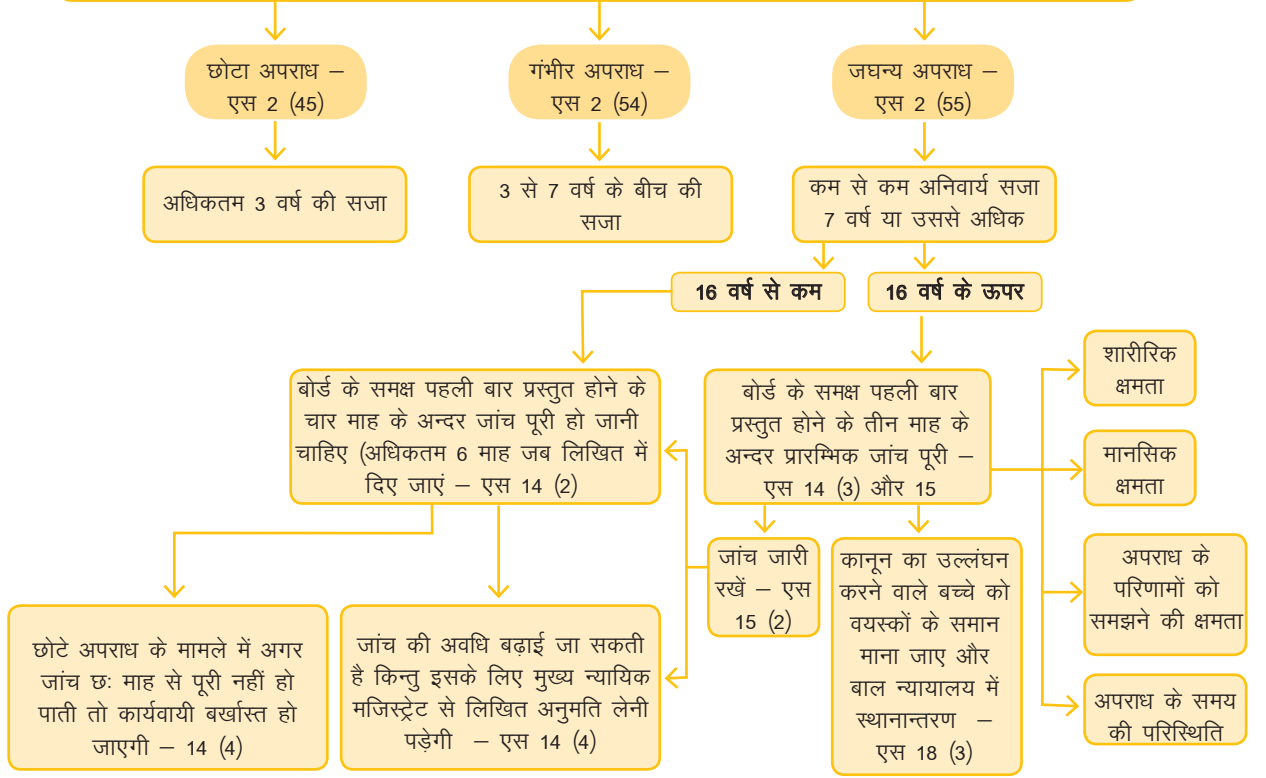 छोटा अपराध –
एस 2 (45)
गंभीर अपराध –
एस 2 (54)
जघन्य अपराध –
एस 2 (55)
अधिकतम 3 वर्ष की सजा
3 से 7 वर्ष के बीच की
सजा
कम से कम अनिवार्य सजा
7 वर्ष या उससे अधिक
16 वर्ष से कम
16 वर्ष के ऊपर
बोर्ड के समक्ष पहली बार प्रस्तुत होने के
चार माह के अन्दर जांच पूरी हो जानी
चाहिए (अधिकतम 6 माह जब लिखित में
दिए जाएं – एस 14 (2)
बोर्ड के समक्ष पहली बार
प्रस्तुत होने के तीन माह के
अन्दर प्रारम्भिक जांच पूरी –
एस 14 (3) और 15
शारीरिक
क्षमता
मानसिक
क्षमता
अपराध के
परिणामों को
समझने की क्षमता
अपराध के समय
की परिस्थिति
छोटे अपराध के मामले में अगर
जांच छः माह से पूरी नहीं हो
पाती तो कार्यवायी बर्खास्त हो
जाएगी – 14 (4)
जांच की अवधि बढ़ाई जा सकती
है किन्तु इसके लिए मुख्य न्यायिक
मजिस्ट्रेट से लिखित अनुमति लेनी
पड़ेगी – एस 14 (4)
जांच जारी
रखें – एस
15 (2)
कानून का उल्लंघन
करने वाले बच्चे को
वयस्कों के समान
माना जाए और
बाल न्यायालय में
स्थानान्तरण –
एस 18 (3)